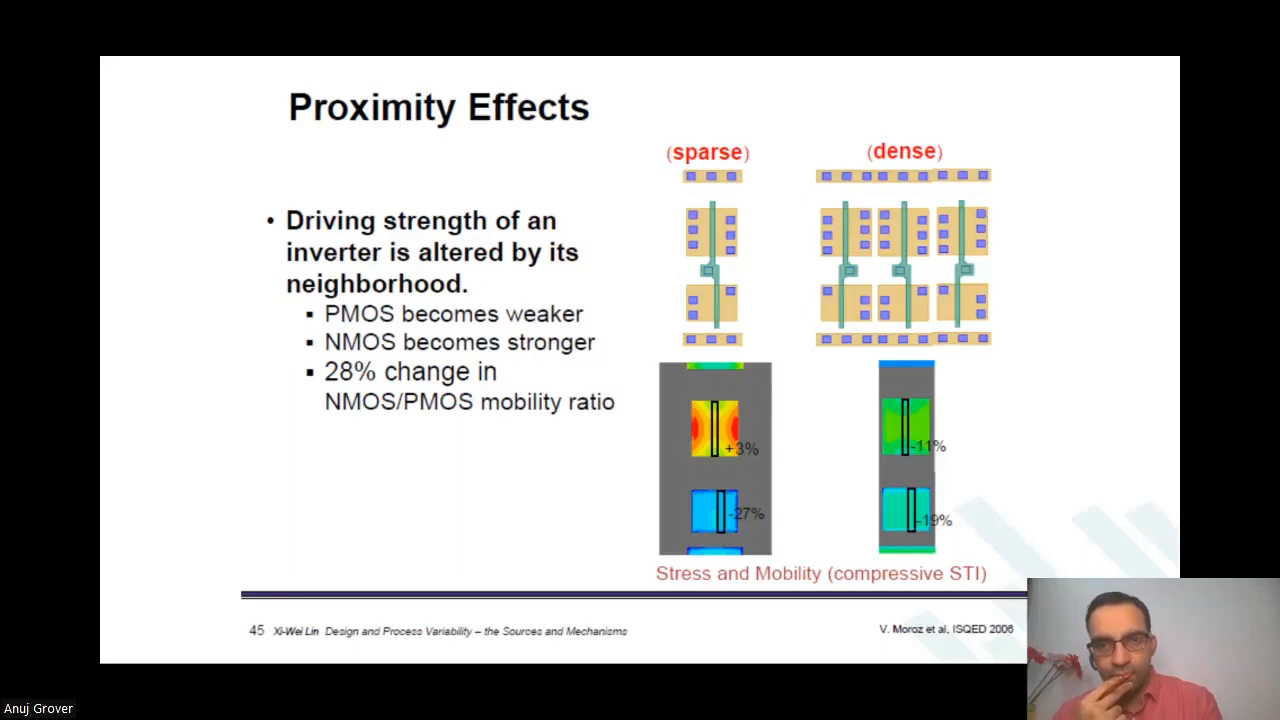 Proximity Effects
(sparse)
(dense)
• Driving strength of an
inverter is altered by its
neighborhood.
▪ PMOS becomes weaker
▪ NMOS becomes stronger
▪ 28% change in
NMOS/PMOS mobility ratio
+3%
-11%
-27%
-19%
Stress and Mobility (compressive STI)
45 Xi-Wei Lin Design and Process Variability – the Sources and Mechanisms
V. Moroz et al, ISQED 2006
Anuj Grover